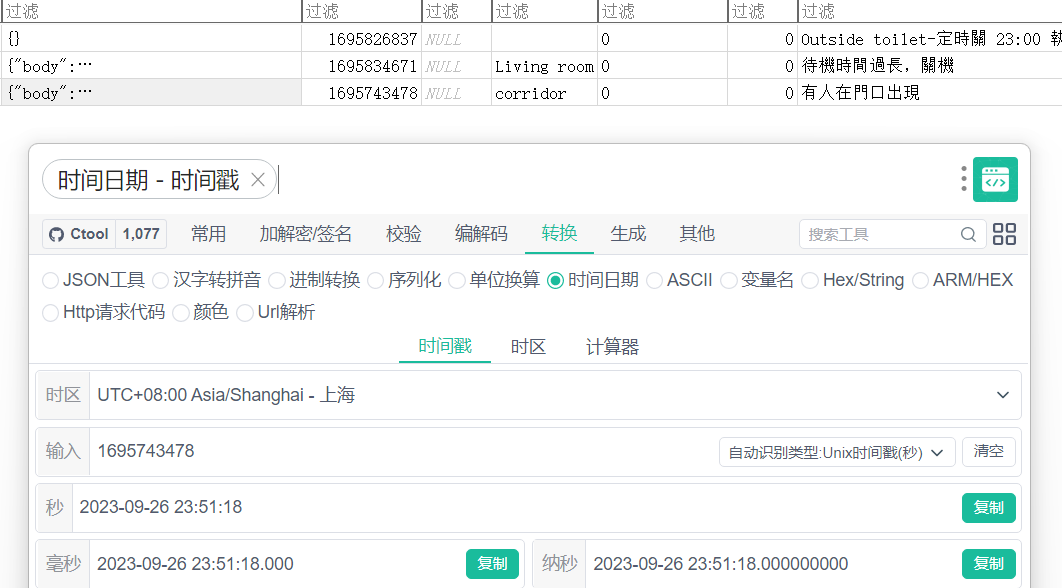 过滤 过滤 过滤 过滤 过滤 过滤 过滤
{} 1695826837 NULL 0 0 Outside toilet-定時關 23:00 執
{"body":… 1695834671 NULL Living room 0 0 待機時間過長，關機
{"body":… 1695743478 NULL corridor 0 0 有人在門口出現
时间日期 - 时间戳
Ctool 1,077 常用 加解密/签名 校验 编解码 转换 生成 其他 搜索工具
JSON工具 汉字转拼音 进制转换 序列化 单位换算 时间日期 ASCII 变量名 Hex/String ARM/HEX
Http请求代码 颜色 Url解析
时间戳 时区 计算器
时区 UTC+08:00 Asia/Shanghai - 上海
输入 1695743478 自动识别类型:Unix时间戳(秒) 清空
秒 2023-09-26 23:51:18 复制
毫秒 2023-09-26 23:51:18.000 复制 纳秒 2023-09-26 23:51:18.000000000 复制